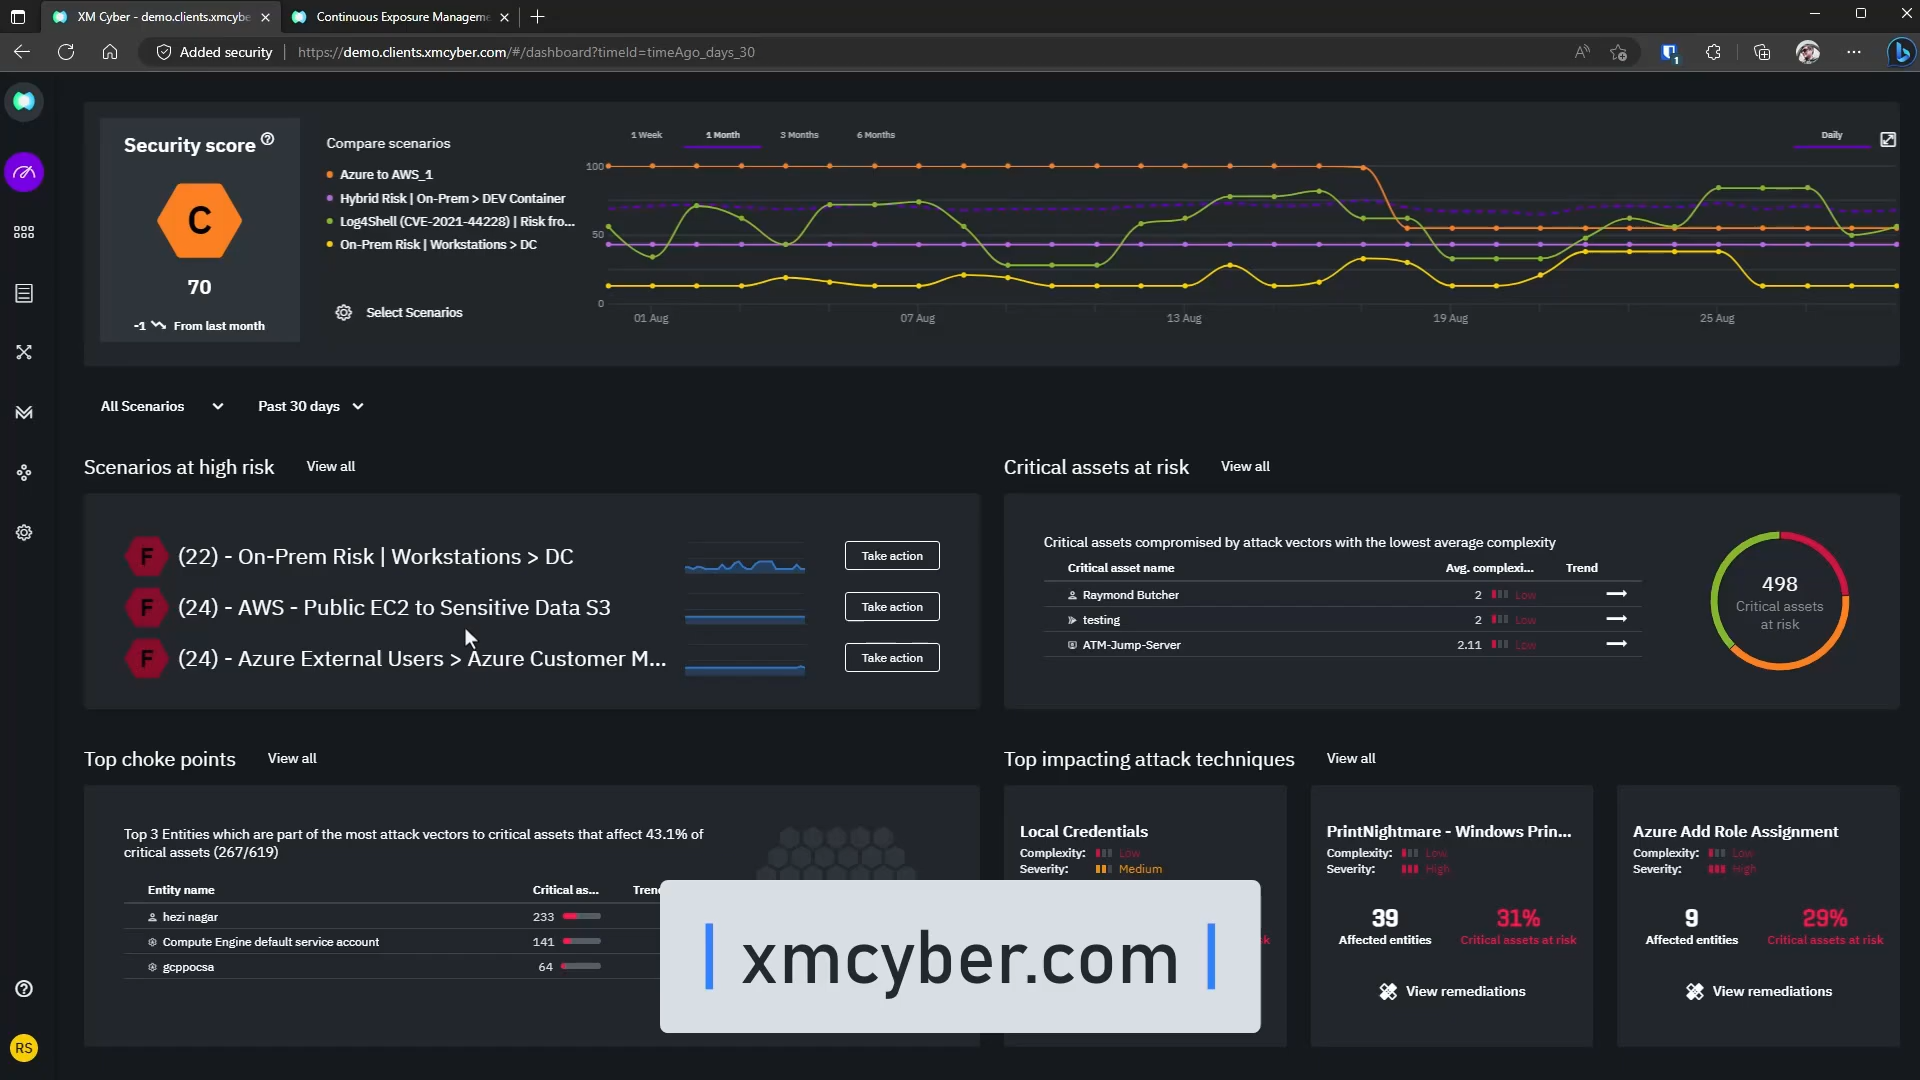 XM Cyber - demo.clients.xmcybe
Continuous Exposure Manageme
Added security
https://demo.clients.xmcyber.com/#/dashboard?timeId=timeAgo_days_30
Security score
C
70
-1 From last month
Compare scenarios
Azure to AWS_1
Hybrid Risk | On-Prem > DEV Container
Log4Shell (CVE-2021-44228) | Risk fro...
On-Prem Risk | Workstations > DC
Select Scenarios
1 Week 1 Month 3 Months 6 Months Daily
100
50
0
01 Aug 07 Aug 13 Aug 19 Aug 25 Aug
All Scenarios Past 30 days
Scenarios at high risk View all
F (22) - On-Prem Risk | Workstations > DC Take action
F (24) - AWS - Public EC2 to Sensitive Data S3 Take action
F (24) - Azure External Users > Azure Customer M... Take action
Critical assets at risk View all
Critical assets compromised by attack vectors with the lowest average complexity
Critical asset name Avg. complexi... Trend
Raymond Butcher 2 Low
testing 2 Low
ATM-Jump-Server 2.11 Low
498
Critical assets
at risk
Top choke points View all
Top 3 Entities which are part of the most attack vectors to critical assets that affect 43.1% of
critical assets (267/619)
Entity name Critical as... Tren
hezi nagar 233
Compute Engine default service account 141
gcppocsa 64
Top impacting attack techniques View all
Local Credentials
Complexity: Low
Severity: Medium
PrintNightmare - Windows Prin...
Complexity: Low
Severity: High
39 31%
Affected entities Critical assets at risk
View remediations
Azure Add Role Assignment
Complexity: Low
Severity: High
9 29%
Affected entities Critical assets at risk
View remediations
xmcyber.com
RS